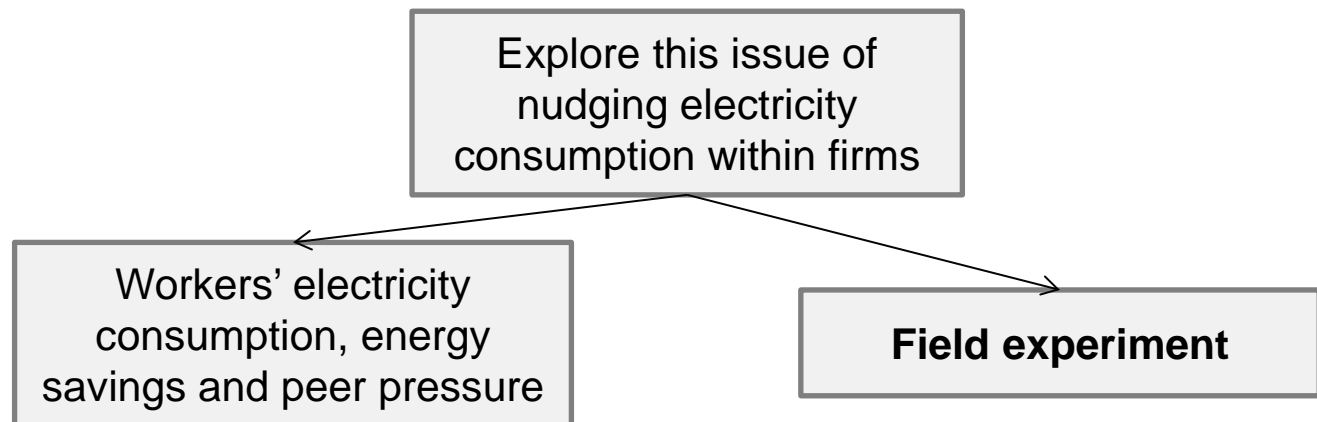 Explore this issue of
nudging electricity
consumption within firms
Workers’ electricity
consumption, energy
savings and peer pressure
Field experiment